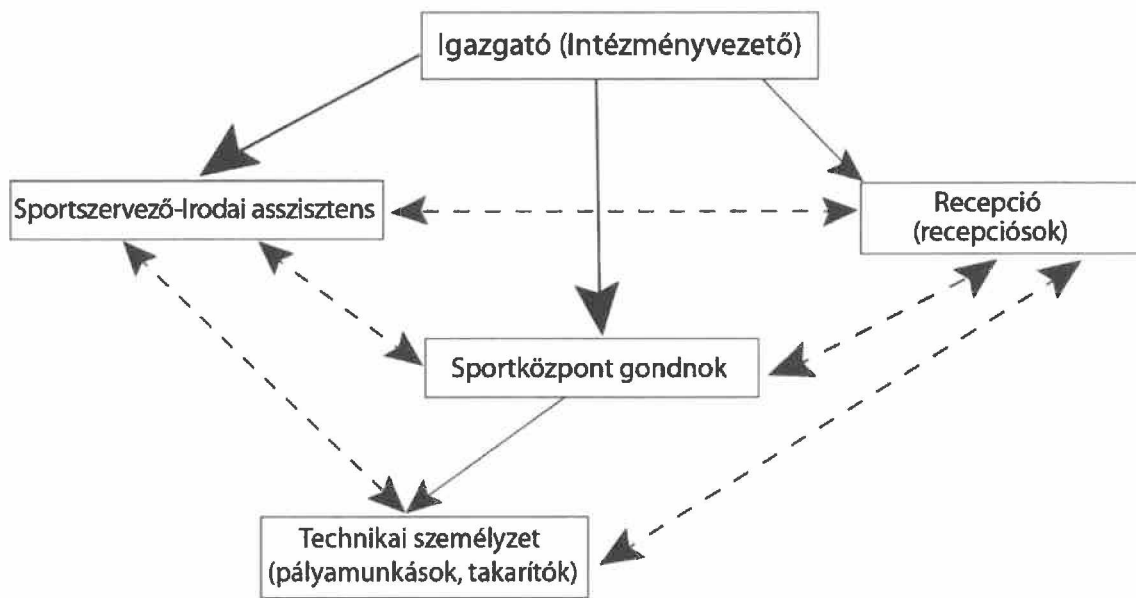 Igazgató (Intézményvezető)
Sportszervező-Irodai asszisztens
Recepció
(recepciósok)
Sportközpont gondnok
Technikai személyzet
(pályamunkások, takarítók)